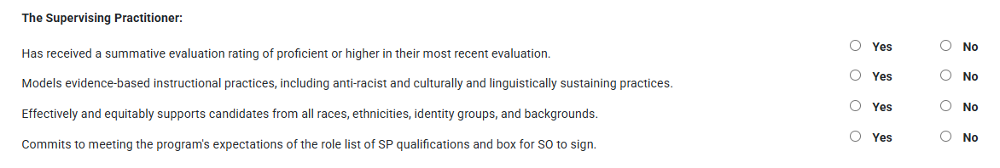 The Supervising Practitioner:
Has received a summative evaluation rating of proficient or higher in their most recent evaluation. Yes No
Models evidence-based instructional practices, including anti-racist and culturally and linguistically sustaining practices. Yes No
Effectively and equitably supports candidates from all races, ethnicities, identity groups, and backgrounds. Yes No
Commits to meeting the program's expectations of the role list of SP qualifications and box for SO to sign. Yes No